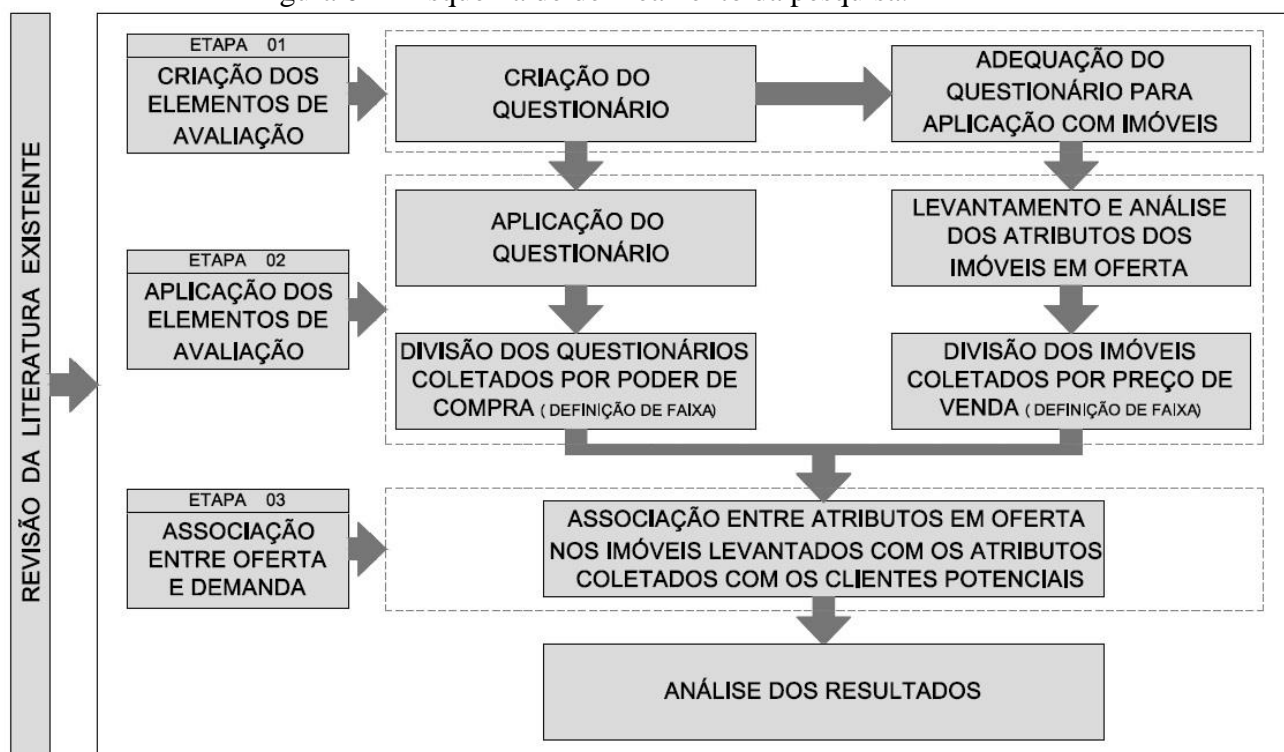 REVISÃO DA LITERATURA EXISTENTE
ETAPA 01
CRIAÇÃO DOS
ELEMENTOS DE
AVALIAÇÃO
CRIAÇÃO DO
QUESTIONÁRIO
ADEQUAÇÃO DO
QUESTIONÁRIO PARA
APLICAÇÃO COM IMÓVEIS
ETAPA 02
APLICAÇÃO DOS
ELEMENTOS DE
AVALIAÇÃO
APLICAÇÃO DO
QUESTIONÁRIO
LEVANTAMENTO E ANÁLISE
DOS ATRIBUTOS DOS
IMÓVEIS EM OFERTA
DIVISÃO DOS QUESTIONÁRIOS
COLETADOS POR PODER DE
COMPRA ( DEFINIÇÃO DE FAIXA)
DIVISÃO DOS IMÓVEIS
COLETADOS POR PREÇO DE
VENDA ( DEFINIÇÃO DE FAIXA)
ETAPA 03
ASSOCIAÇÃO
ENTRE OFERTA
E DEMANDA
ASSOCIAÇÃO ENTRE ATRIBUTOS EM OFERTA
NOS IMÓVEIS LEVANTADOS COM OS ATRIBUTOS
COLETADOS COM OS CLIENTES POTENCIAIS
ANÁLISE DOS RESULTADOS